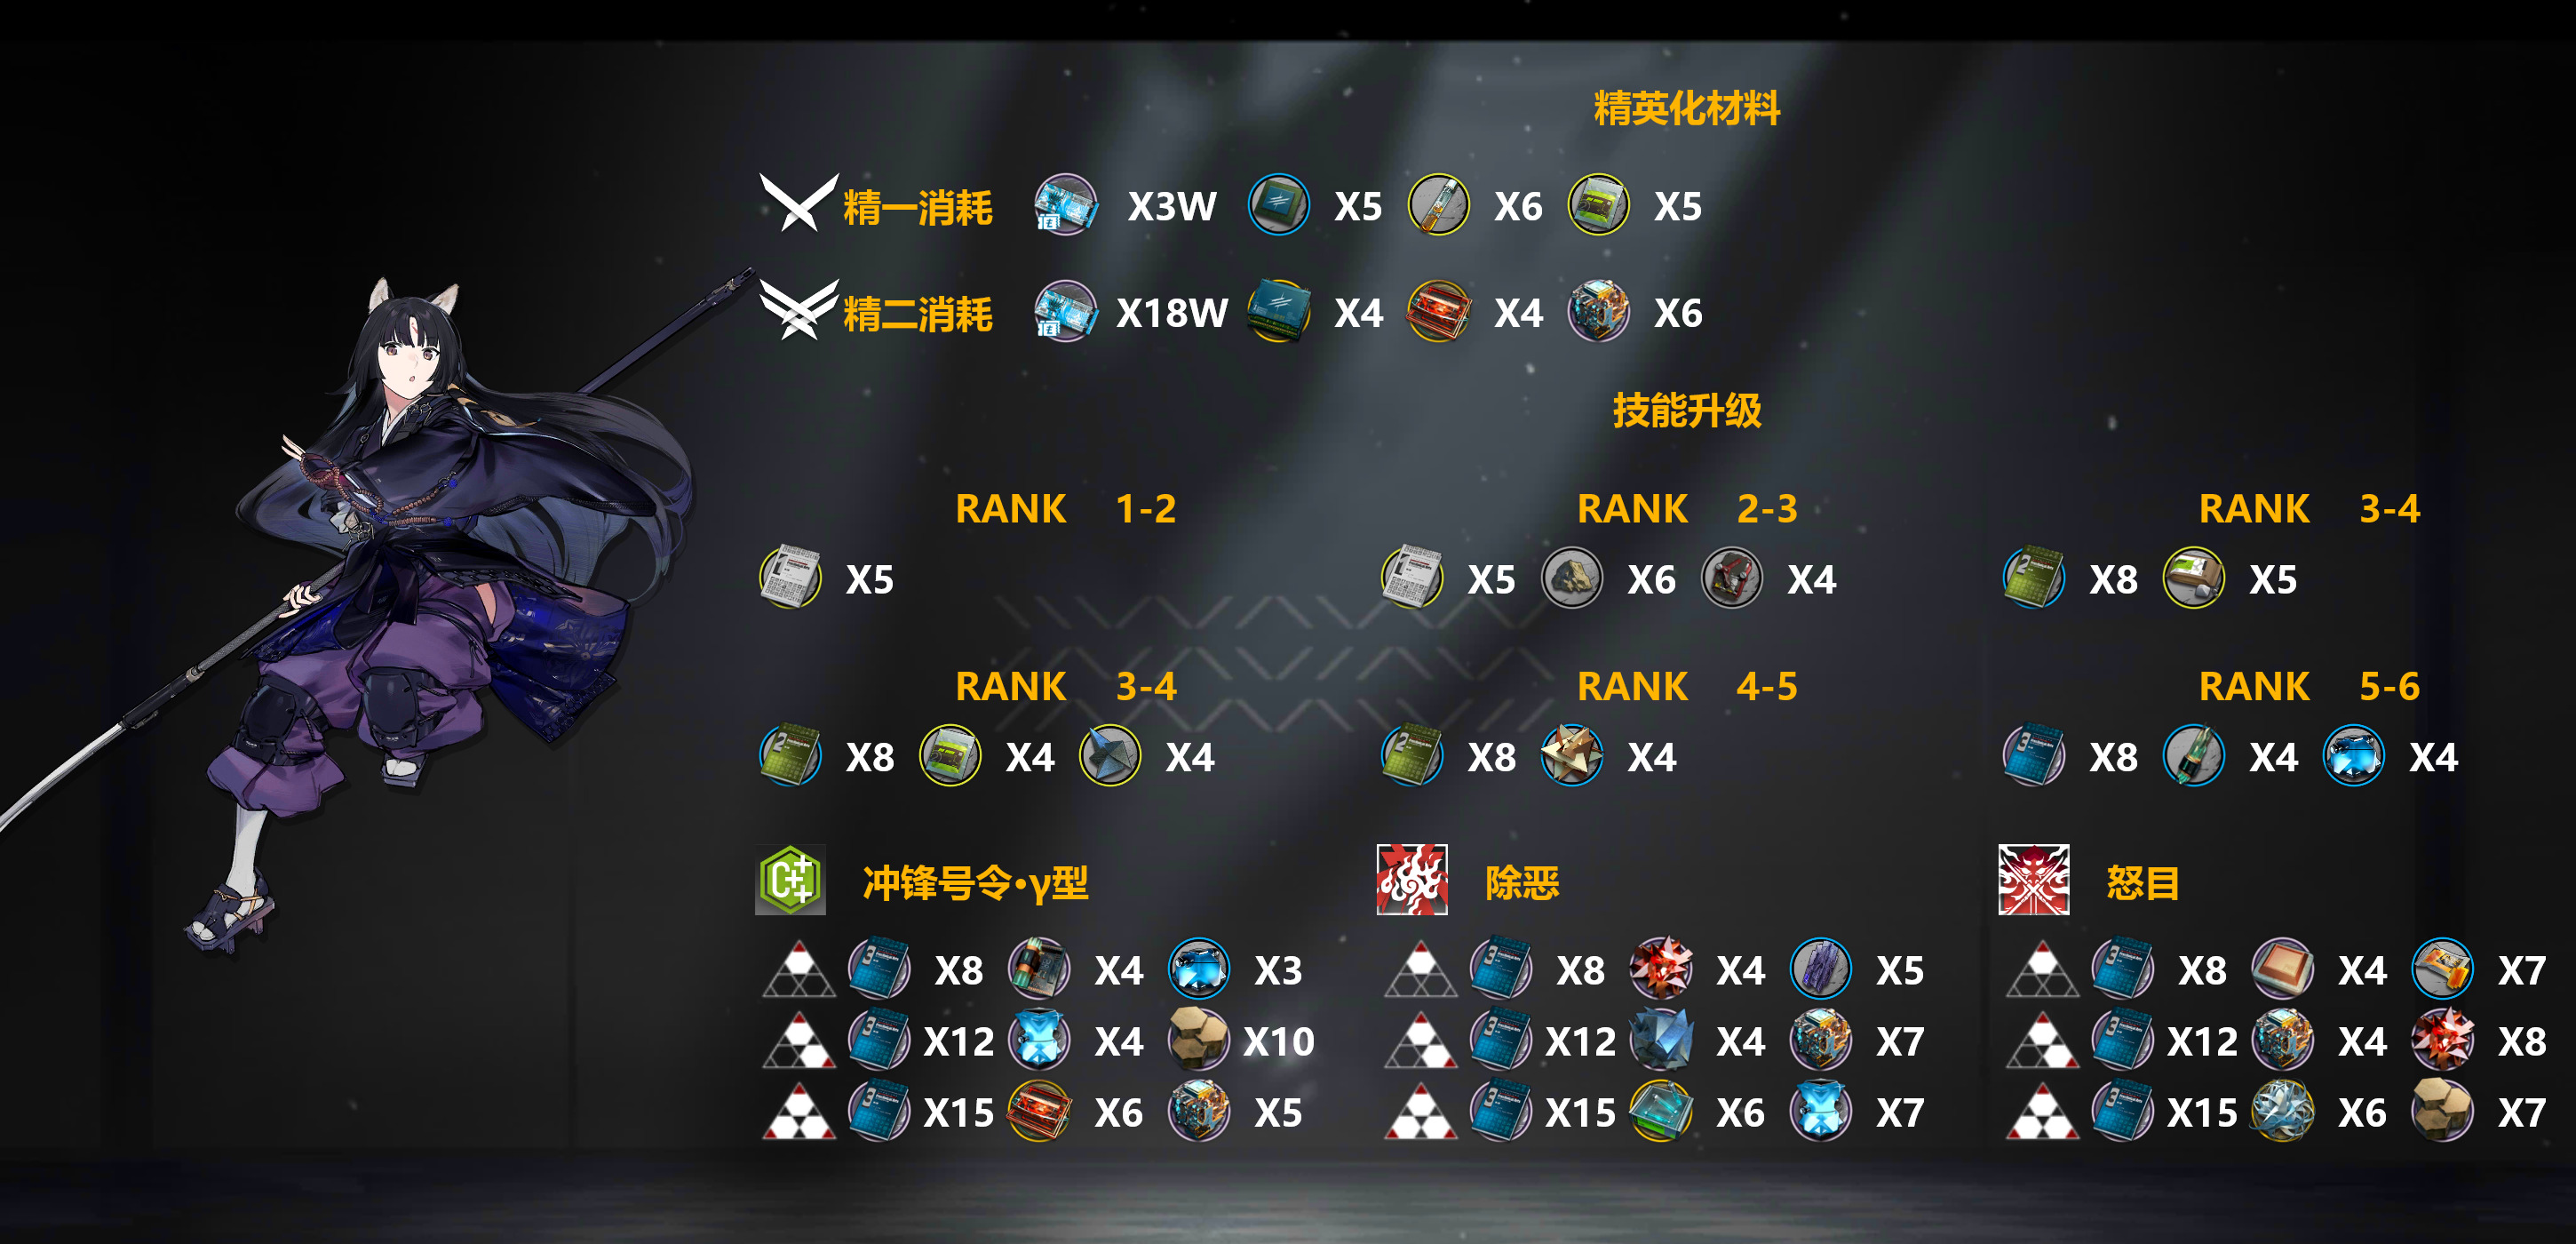 精英化材料
精一消耗 X3W X5 X6 X5
精二消耗 X18W X4 X4 X6
技能升级
RANK 1-2 RANK 2-3 RANK 3-4
X5 X5 X6 X4 X8 X5
RANK 3-4 RANK 4-5 RANK 5-6
X8 X4 X4 X8 X4 X8 X4 X4
冲锋号令·γ型 除恶 怒目
X8 X4 X3 X8 X4 X5 X8 X4 X7
X12 X4 X10 X12 X4 X7 X12 X4 X8
X15 X6 X5 X15 X6 X7 X15 X6 X7